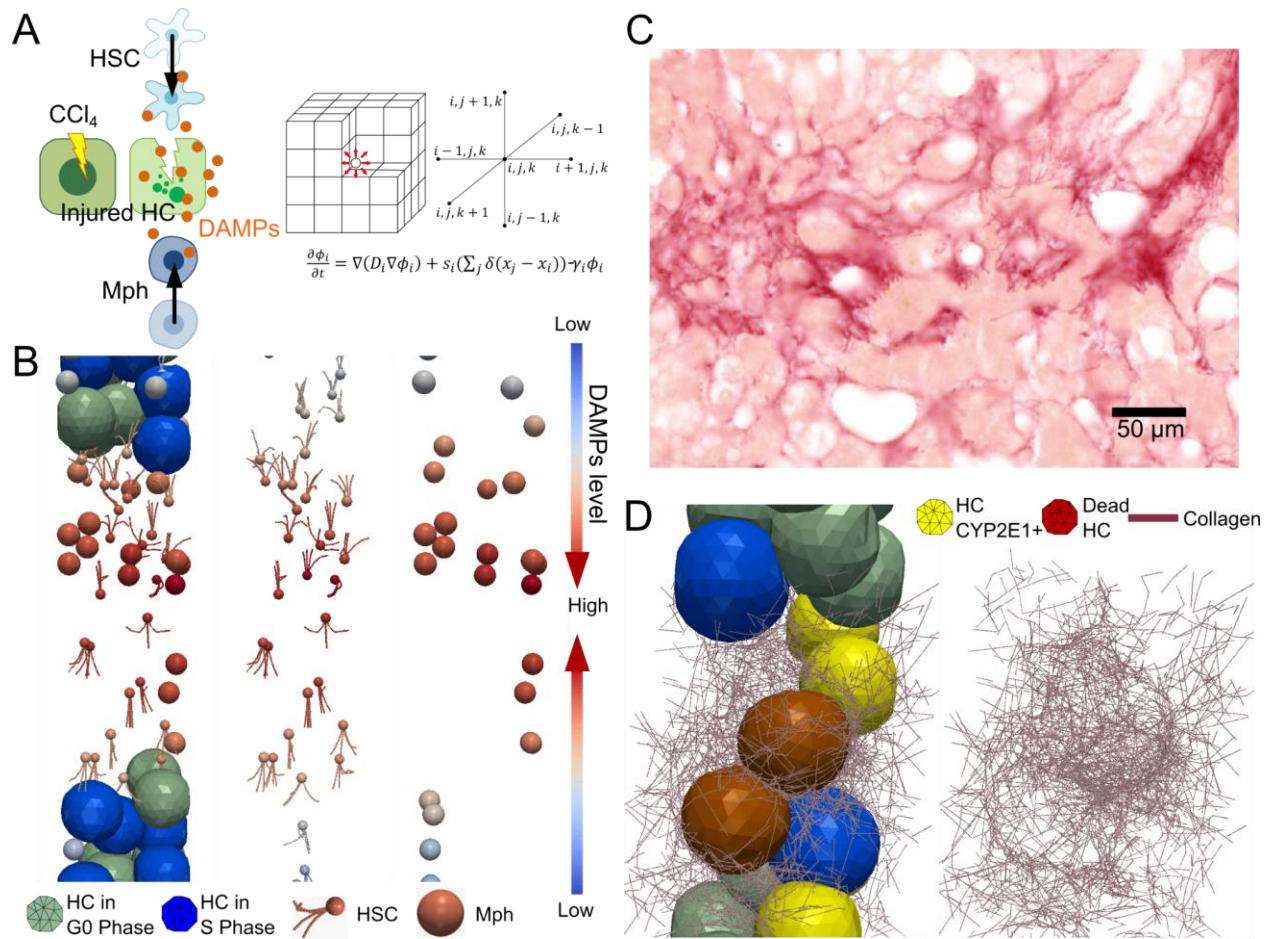 A
HSC
CCl4
Injured HC
DAMPs
Mph
i, j + 1, k
i, j, k − 1
i − 1, j, k
i, j, k
i + 1, j, k
i, j, k + 1
i, j − 1, k
∂ϕᵢ/∂t = ∇(Dᵢ∇ϕᵢ) + sᵢ(∑ⱼ δ(xⱼ − xᵢ))-γᵢϕᵢ
B
Low
DAMPs level
High
Low
HC in
G0 Phase
HC in
S Phase
HSC
Mph
C
50 µm
D
HC
CYP2E1+
Dead
HC
Collagen